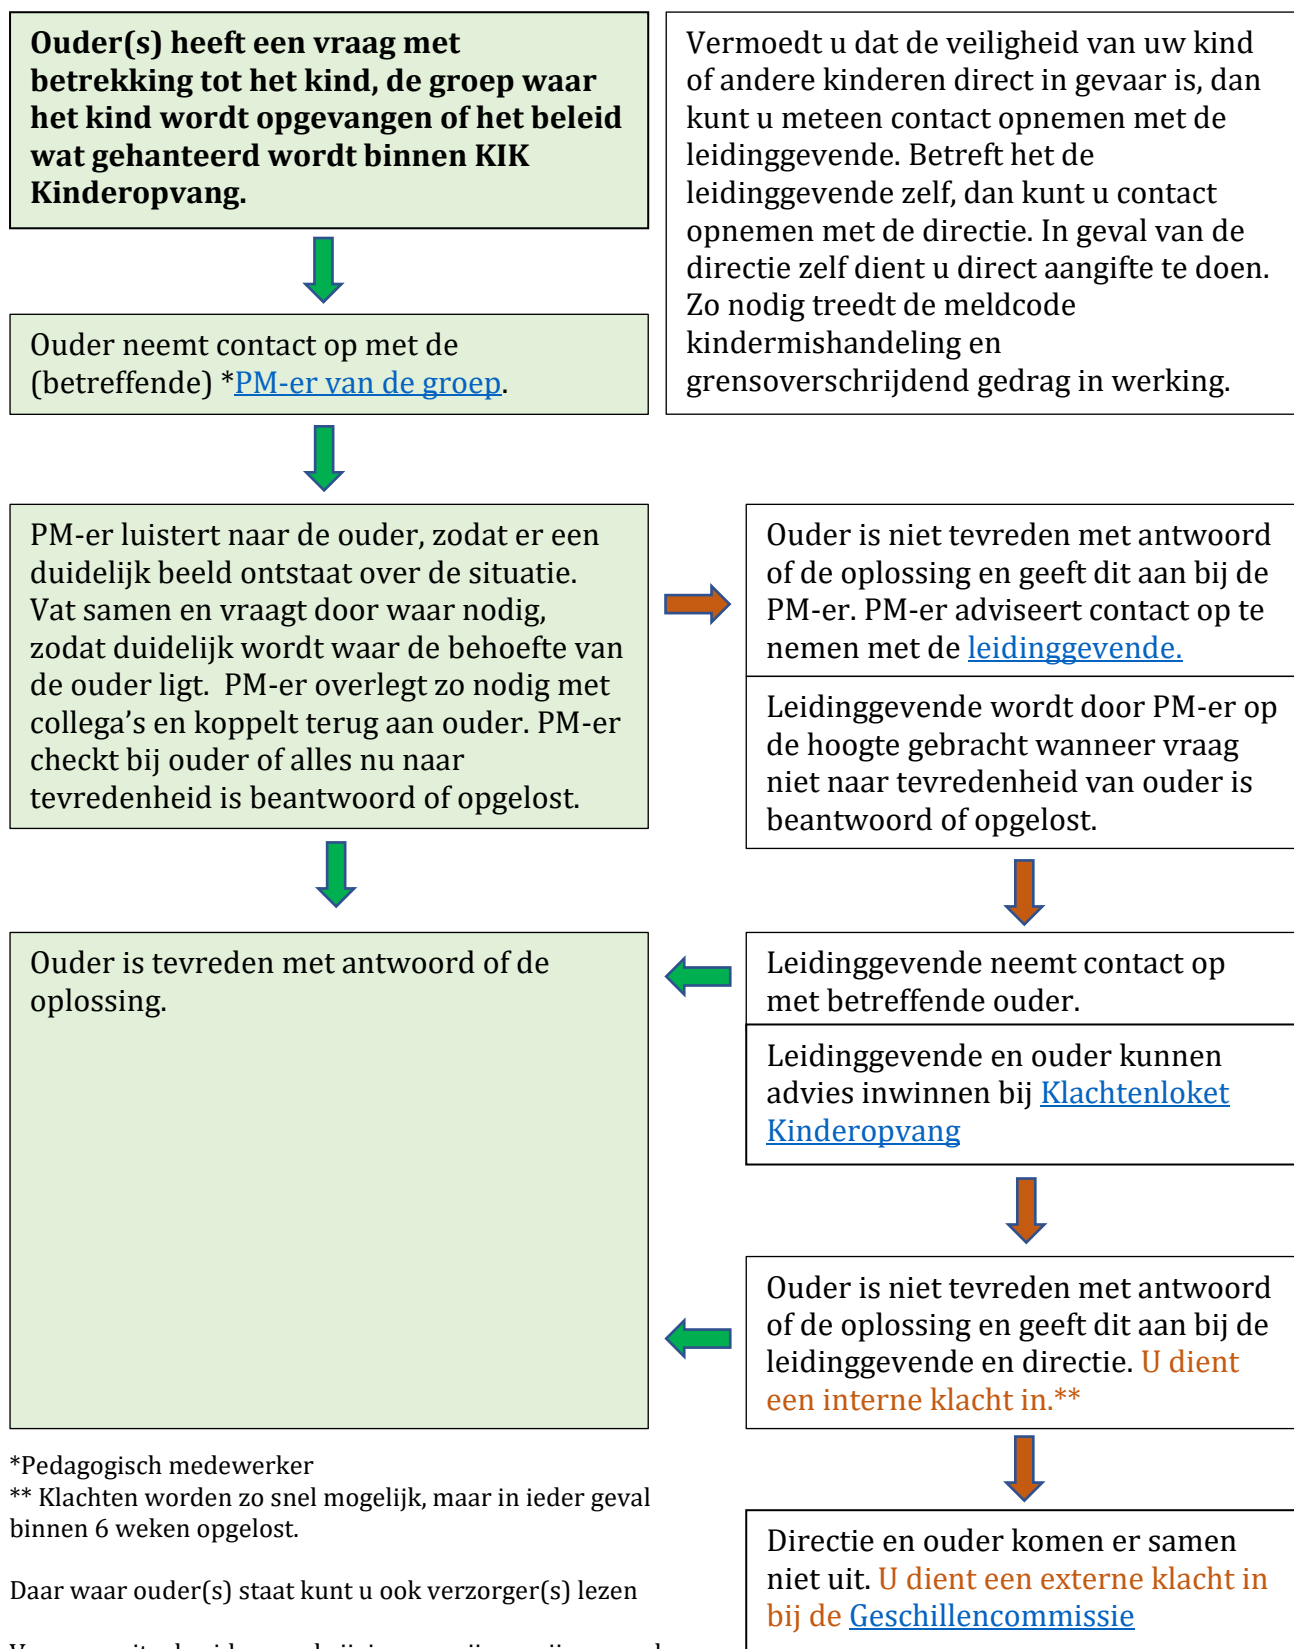 Ouder(s) heeft een vraag met
betrekking tot het kind, de groep waar
het kind wordt opgevangen of het beleid
wat gehanteerd wordt binnen KIK
Kinderopvang.
Vermoedt u dat de veiligheid van uw kind
of andere kinderen direct in gevaar is, dan
kunt u meteen contact opnemen met de
leidinggevende. Betreft het de
leidinggevende zelf, dan kunt u contact
opnemen met de directie. In geval van de
directie zelf dient u direct aangifte te doen.
Zo nodig treedt de meldcode
kindermishandeling en
grensoverschrijdend gedrag in werking.
Ouder neemt contact op met de
(betreffende) *PM-er van de groep.
PM-er luistert naar de ouder, zodat er een
duidelijk beeld ontstaat over de situatie.
Vat samen en vraagt door waar nodig,
zodat duidelijk wordt waar de behoefte van
de ouder ligt.  PM-er overlegt zo nodig met
collega’s en koppelt terug aan ouder. PM-er
checkt bij ouder of alles nu naar
tevredenheid is beantwoord of opgelost.
Ouder is niet tevreden met antwoord
of de oplossing en geeft dit aan bij de
PM-er. PM-er adviseert contact op te
nemen met de leidinggevende.
Leidinggevende wordt door PM-er op
de hoogte gebracht wanneer vraag
niet naar tevredenheid van ouder is
beantwoord of opgelost.
Ouder is tevreden met antwoord of de
oplossing.
Leidinggevende neemt contact op
met betreffende ouder.
Leidinggevende en ouder kunnen
advies inwinnen bij Klachtenloket
Kinderopvang
Ouder is niet tevreden met antwoord
of de oplossing en geeft dit aan bij de
leidinggevende en directie. U dient
een interne klacht in.**
*Pedagogisch medewerker
** Klachten worden zo snel mogelijk, maar in ieder geval
binnen 6 weken opgelost.
Daar waar ouder(s) staat kunt u ook verzorger(s) lezen
Directie en ouder komen er samen
niet uit. U dient een externe klacht in
bij de Geschillencommissie